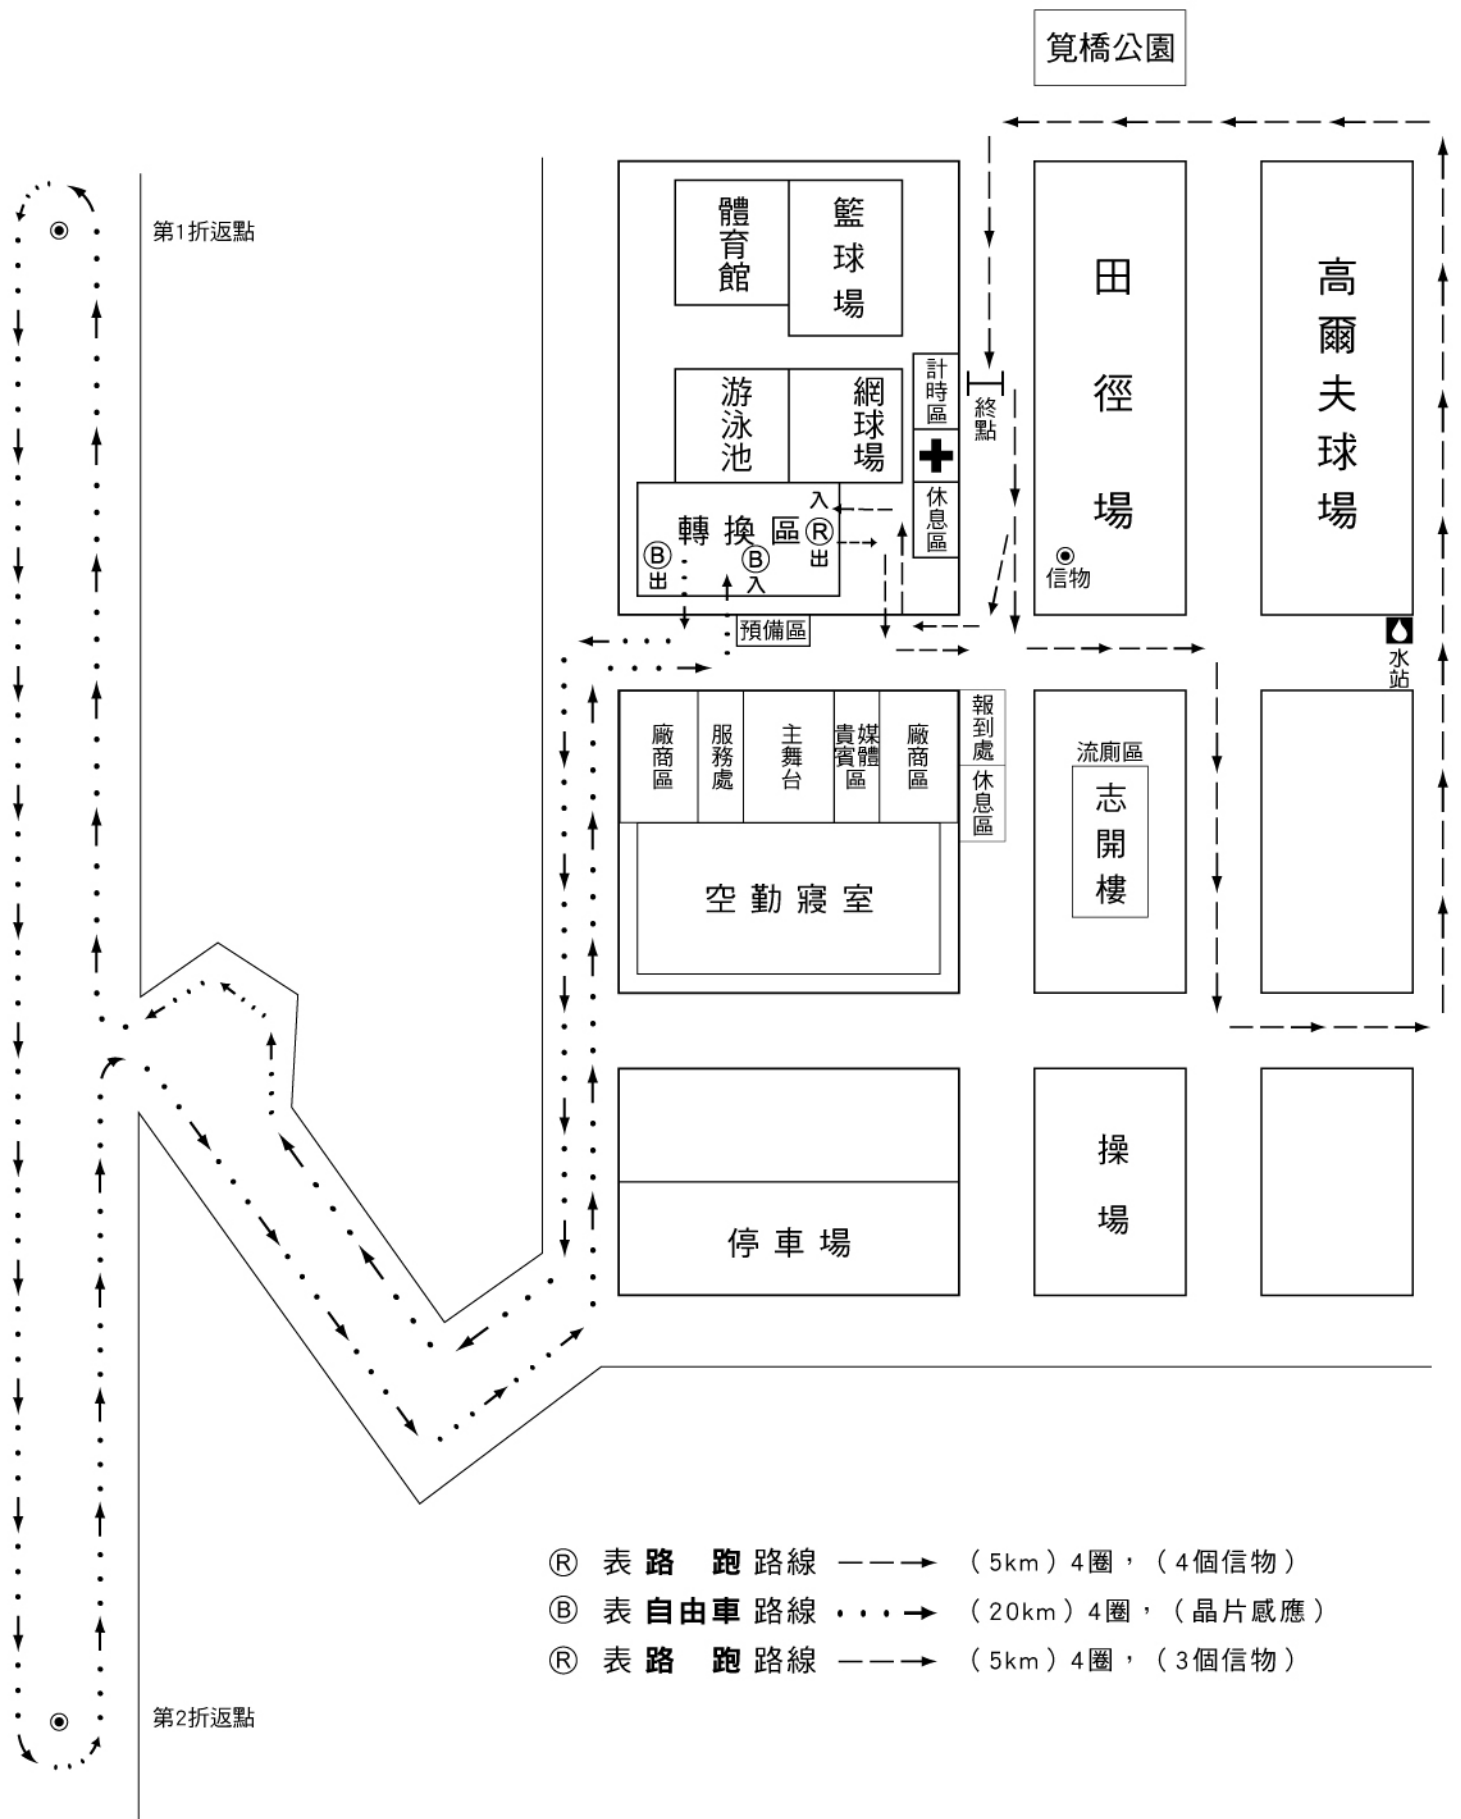 筧橋公園
第1折返點
體育館
籃球場
田徑場
高爾夫球場
游泳池
網球場
計時區
終點
休息區
轉換區
入
Ⓡ
出
Ⓑ
出
Ⓑ
入
信物
預備區
水站
廠商區
服務處
主舞台
媒體
貴賓區
廠商區
報到處
休息區
流廁區
志開樓
空勤寢室
操場
停車場
Ⓡ 表路 跑路線 （5km）4圈，（4個信物）
Ⓑ 表自由車路線 （20km）4圈，（晶片感應）
Ⓡ 表路 跑路線 （5km）4圈，（3個信物）
第2折返點